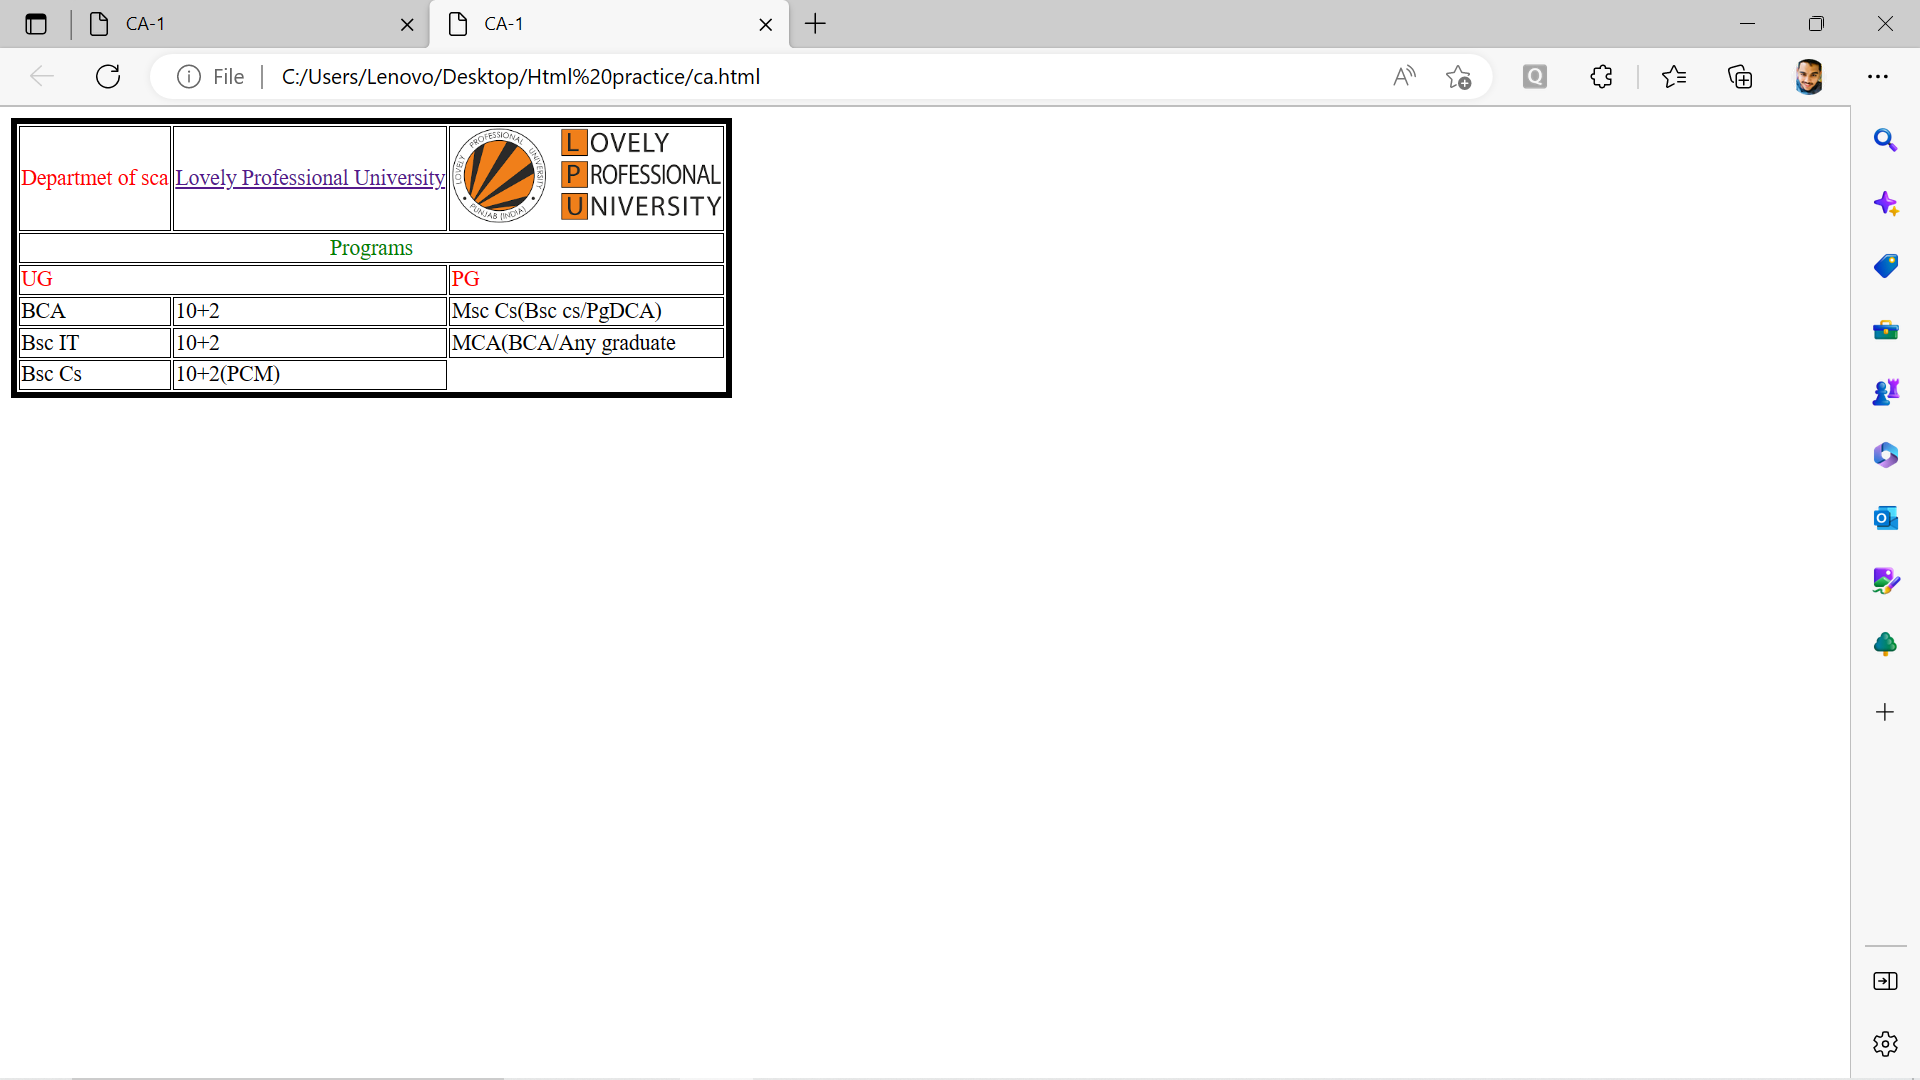 CA-1
CA-1
File
C:/Users/Lenovo/Desktop/Html%20practice/ca.html
Departmet of sca
Lovely Professional University
LOVELY PROFESSIONAL UNIVERSITY
PUNJAB (INDIA)
LOVELY
PROFESSIONAL
UNIVERSITY
Programs
UG PG
BCA 10+2 Msc Cs(Bsc cs/PgDCA)
Bsc IT 10+2 MCA(BCA/Any graduate
Bsc Cs 10+2(PCM)